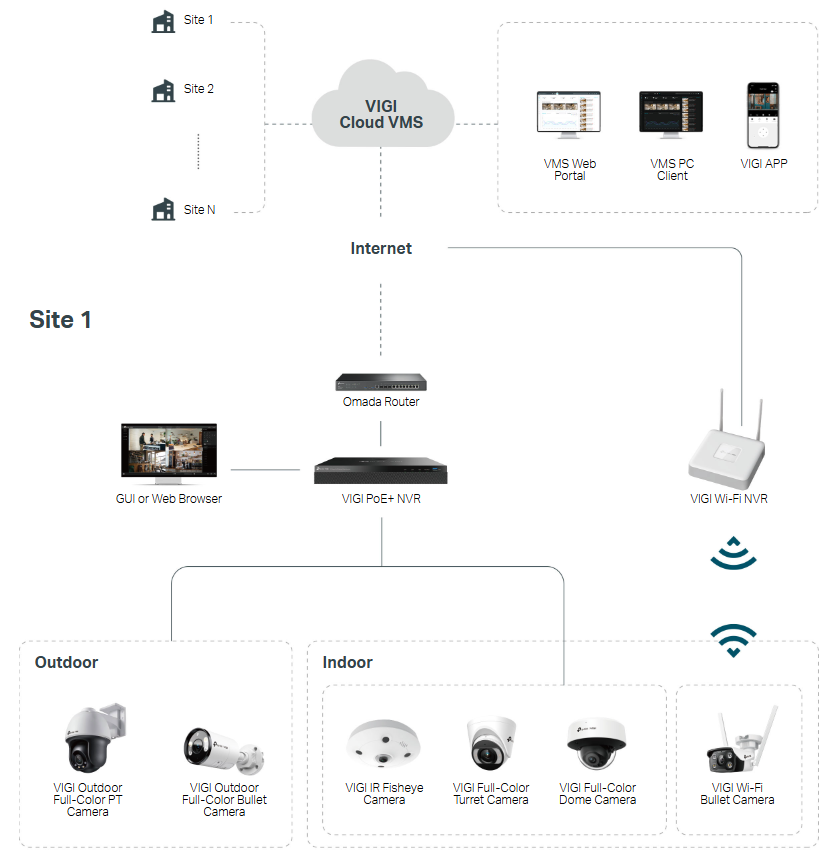 Site 1
Site 2
Site N
VIGI
Cloud VMS
VMS Web
Portal
VMS PC
Client
VIGI APP
Internet
Site 1
Omada Router
GUI or Web Browser
VIGI PoE+ NVR
VIGI Wi-Fi NVR
Outdoor
Indoor
VIGI Outdoor
Full-Color PT
Camera
VIGI Outdoor
Full-Color Bullet
Camera
VIGI IR Fisheye
Camera
VIGI Full-Color
Turret Camera
VIGI Full-Color
Dome Camera
VIGI Wi-Fi
Bullet Camera